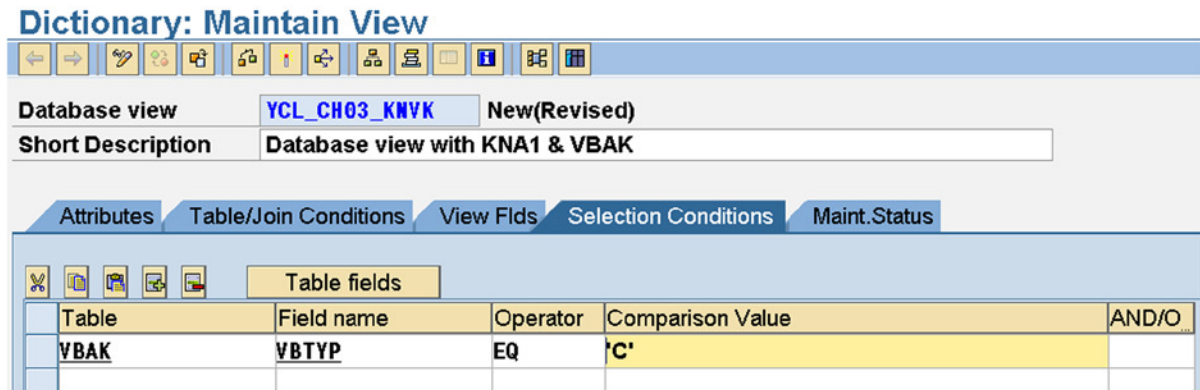 Dictionary: Maintain View
Database view YCL_CH03_KNVK New(Revised)
Short Description Database view with KNA1 & VBAK
Attributes Table/Join Conditions View Flds Selection Conditions Maint.Status
Table fields
Table Field name Operator Comparison Value AND/O...
VBAK VBTYP EQ 'C'